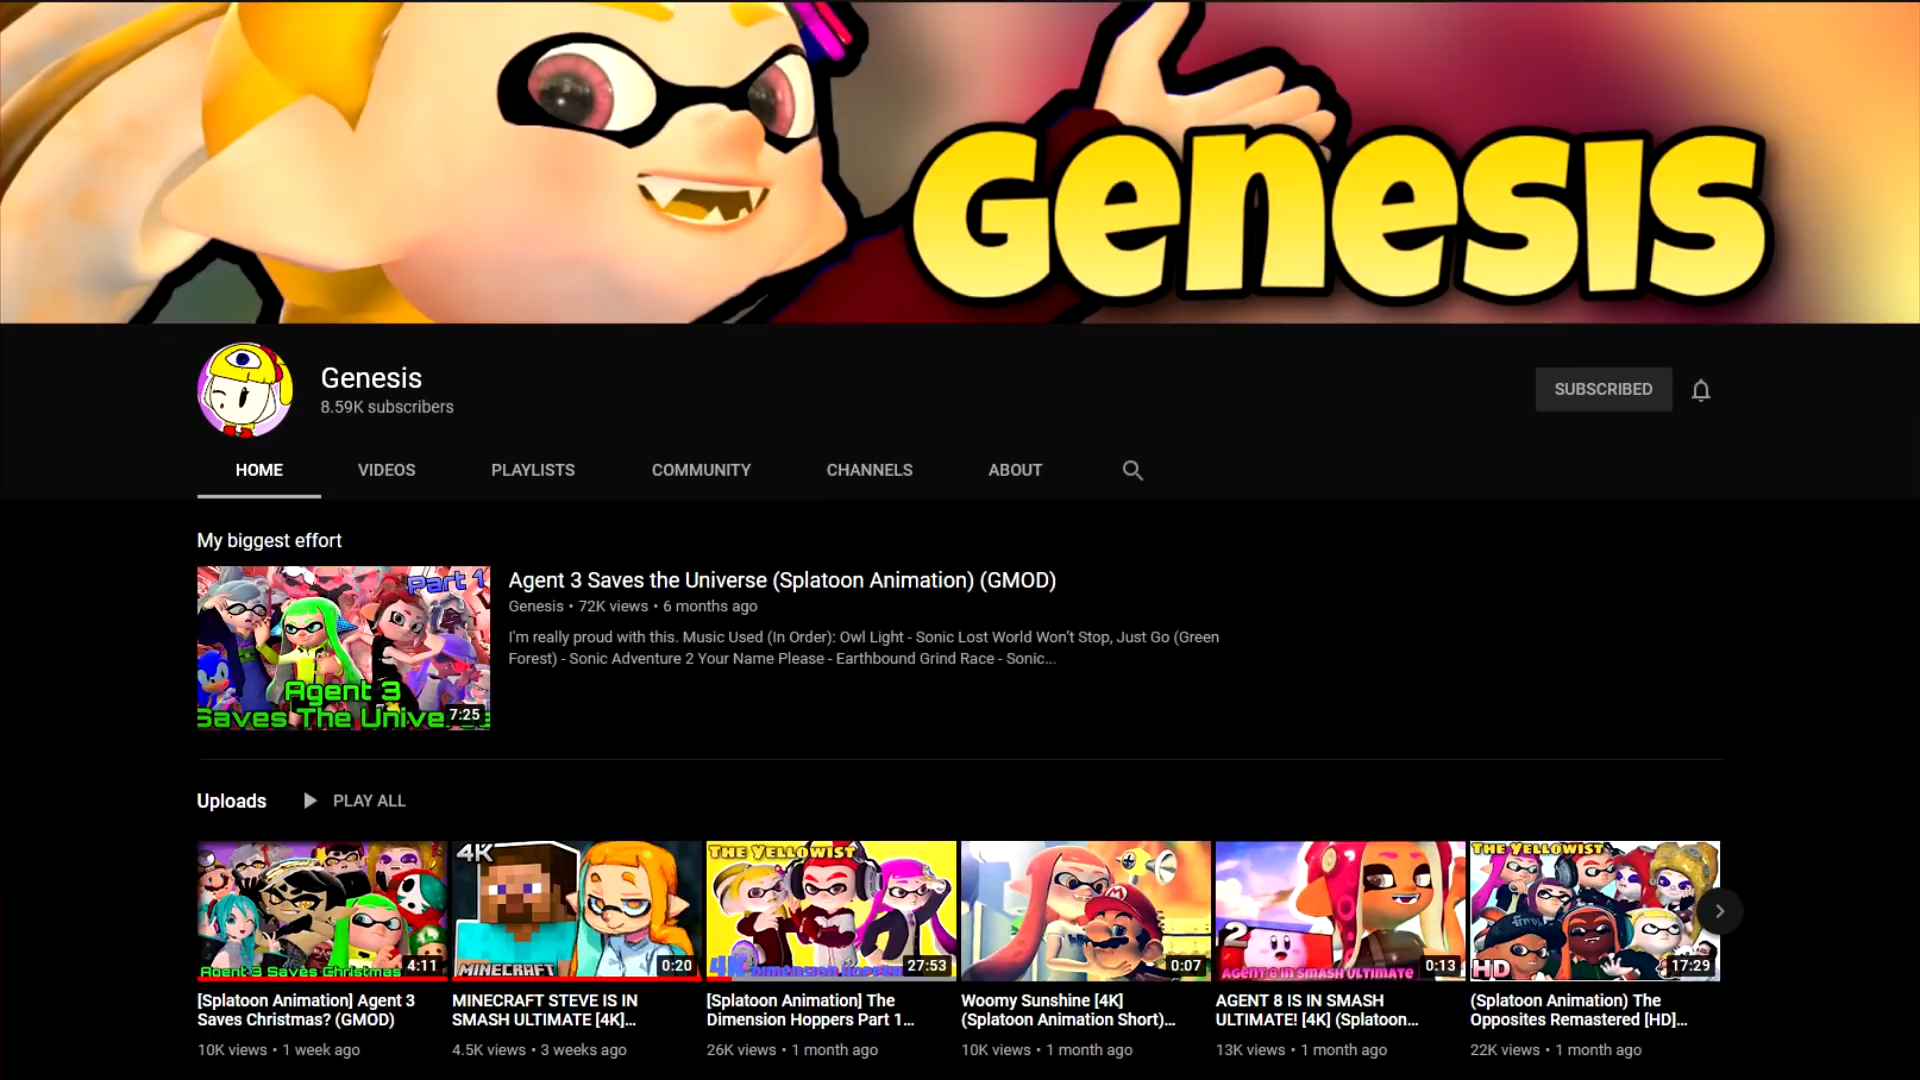 Genesis
Genesis
8.59K subscribers
SUBSCRIBED
HOME VIDEOS PLAYLISTS COMMUNITY CHANNELS ABOUT
My biggest effort
Part 1
Agent 3
Saves The Unive
7:25
Agent 3 Saves the Universe (Splatoon Animation) (GMOD)
Genesis • 72K views • 6 months ago
I'm really proud with this. Music Used (In Order): Owl Light - Sonic Lost World Won't Stop, Just Go (Green
Forest) - Sonic Adventure 2 Your Name Please - Earthbound Grind Race - Sonic...
Uploads PLAY ALL
Agent 3 Saves Christmas
4:11
[Splatoon Animation] Agent 3
Saves Christmas? (GMOD)
10K views • 1 week ago
4K
MINECRAFT
0:20
MINECRAFT STEVE IS IN
SMASH ULTIMATE [4K]...
4.5K views • 3 weeks ago
THE YELLOWIST
4K DIMENSION HOPPERS
27:53
[Splatoon Animation] The
Dimension Hoppers Part 1...
26K views • 1 month ago
0:07
Woomy Sunshine [4K]
(Splatoon Animation Short)...
10K views • 1 month ago
2
AGENT 8 IN SMASH ULTIMATE
0:13
AGENT 8 IS IN SMASH
ULTIMATE! [4K] (Splatoon...
13K views • 1 month ago
THE YELLOWIST
HD
17:29
(Splatoon Animation) The
Opposites Remastered [HD]...
22K views • 1 month ago